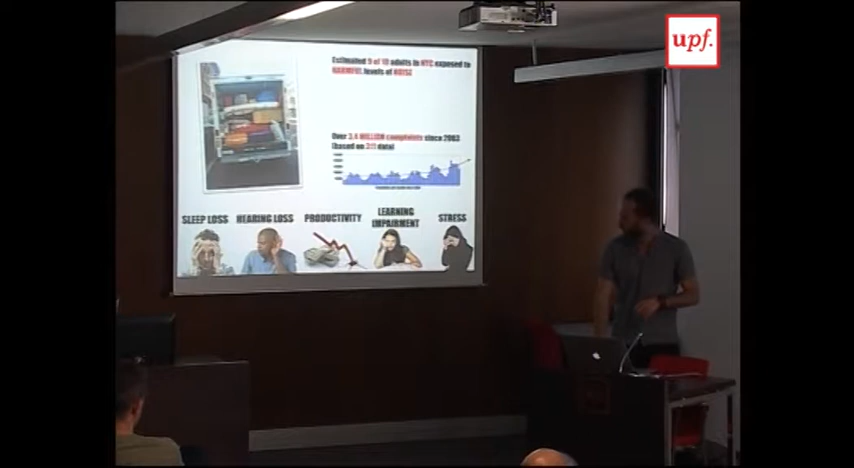 upf.
Estimated 9 of 10 adults in NYC exposed to
HARMFUL levels of NOISE
Over 3.4 MILLION complaints since 2003
(based on 311 data)
SLEEP LOSS
HEARING LOSS
PRODUCTIVITY
LEARNING
IMPAIRMENT
STRESS